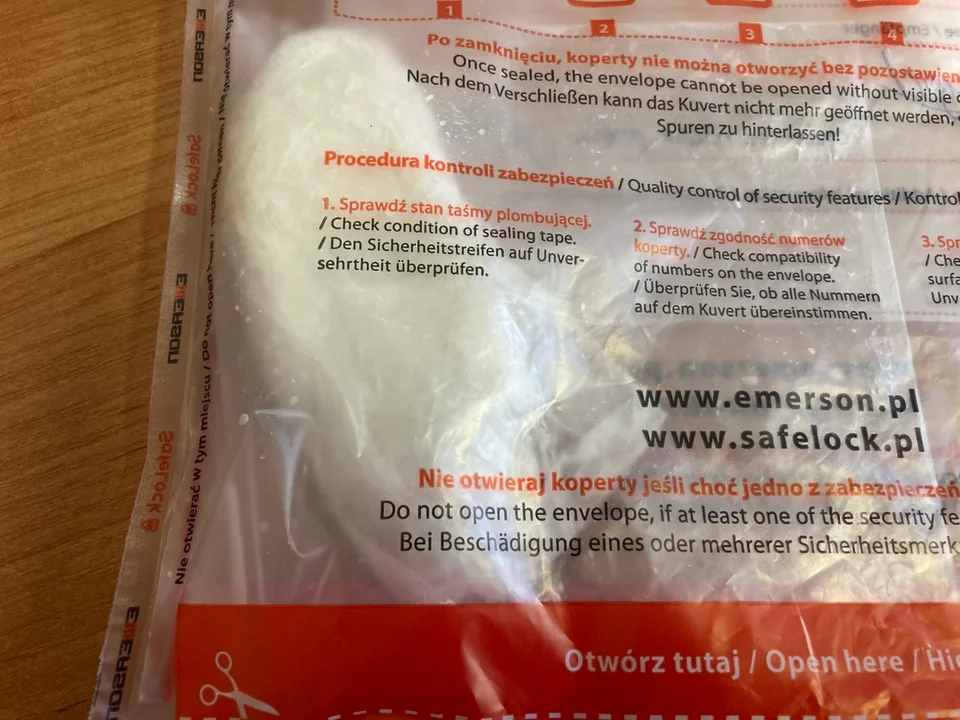 1
2
3
4
Po zamknięciu, koperty nie można otworzyć bez pozostawien
Once sealed, the envelope cannot be opened without visible
Nach dem Verschließen kann das Kuvert nicht mehr geöffnet werden,
Spuren zu hinterlassen!
Procedura kontroli zabezpieczeń / Quality control of security features / Kontrol
1. Sprawdź stan taśmy plombującej.
/ Check condition of sealing tape.
/ Den Sicherheitstreifen auf Unver-
sehrtheit überprüfen.
2. Sprawdź zgodność numerów
koperty. / Check compatibility
of numbers on the envelope.
/ Überprüfen Sie, ob alle Nummern
auf dem Kuvert übereinstimmen.
3. Spr
/ Che
surfa
Unv
www.emerson.pl
www.safelock.pl
Nie otwieraj koperty jeśli choć jedno z zabezpieczeń
Do not open the envelope, if at least one of the security fe
Bei Beschädigung eines oder mehrerer Sicherheitsmerk
Otwórz tutaj / Open here / Hi
Nie otwierać w tym miejscu / Do not open here / Nie otwierać w tym m
EMERSON
SafeLock
EMERSON
SafeLock
EMERSON